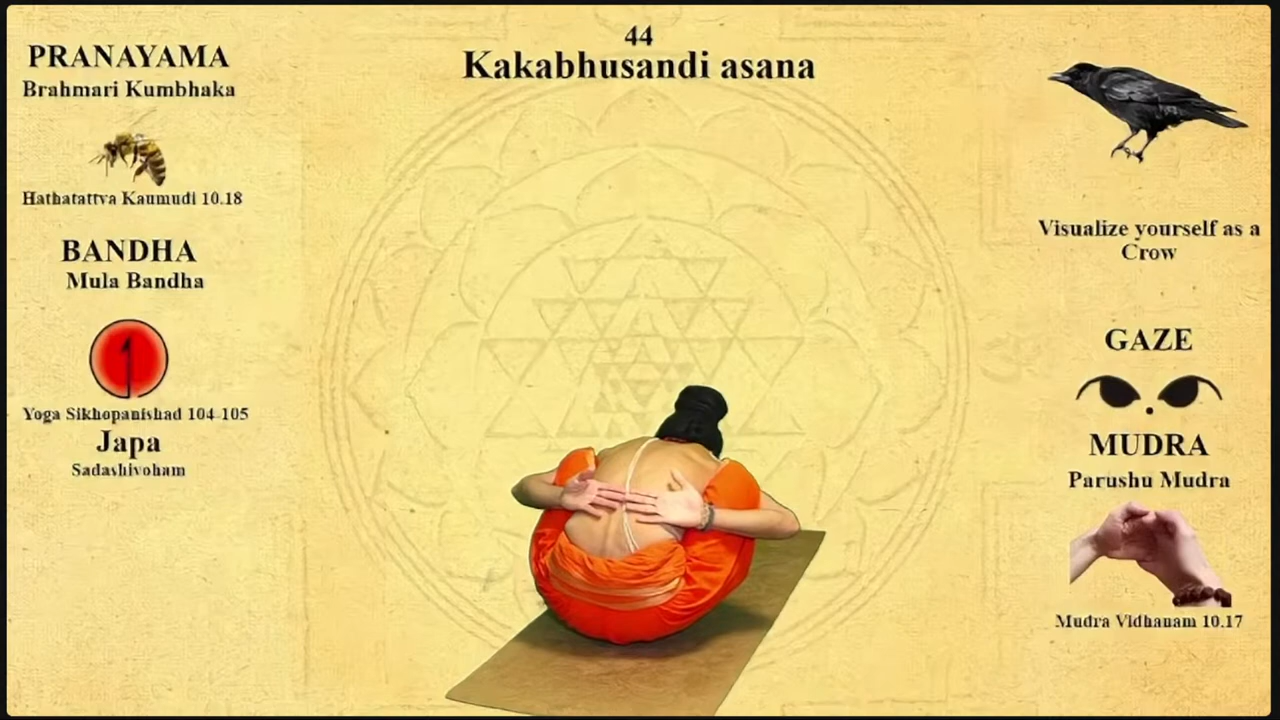 44
Kakabhusandi asana
PRANAYAMA
Brahmari Kumbhaka
Hathatattva Kaumudi 10.18
BANDHA
Mula Bandha
Yoga Sikhopanishad 104-105
Japa
Sadashivoham
Visualize yourself as a
Crow
GAZE
MUDRA
Parushu Mudra
Mudra Vidhanam 10.17